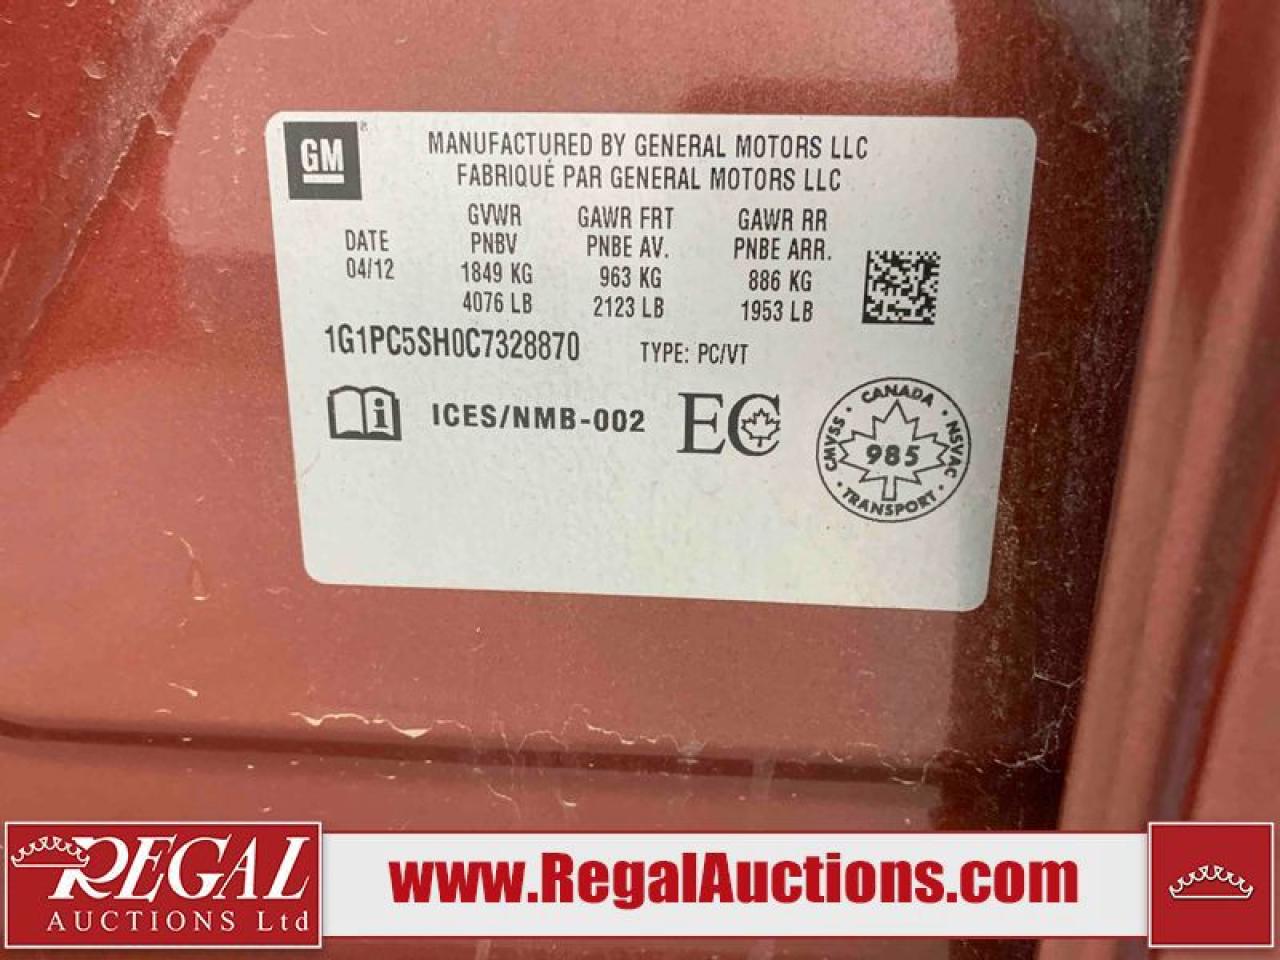 GM
MANUFACTURED BY GENERAL MOTORS LLC
FABRIQUÉ PAR GENERAL MOTORS LLC
DATE
04/12
GVWR
PNBV
1849 KG
4076 LB
GAWR FRT
PNBE AV.
963 KG
2123 LB
GAWR RR
PNBE ARR.
886 KG
1953 LB
1G1PC5SH0C7328870 TYPE: PC/VT
i ICES/NMB-002 EC
CANADA
CMVSS • NSVAC
985
• TRANSPORT •
REGAL
AUCTIONS Ltd
www.RegalAuctions.com